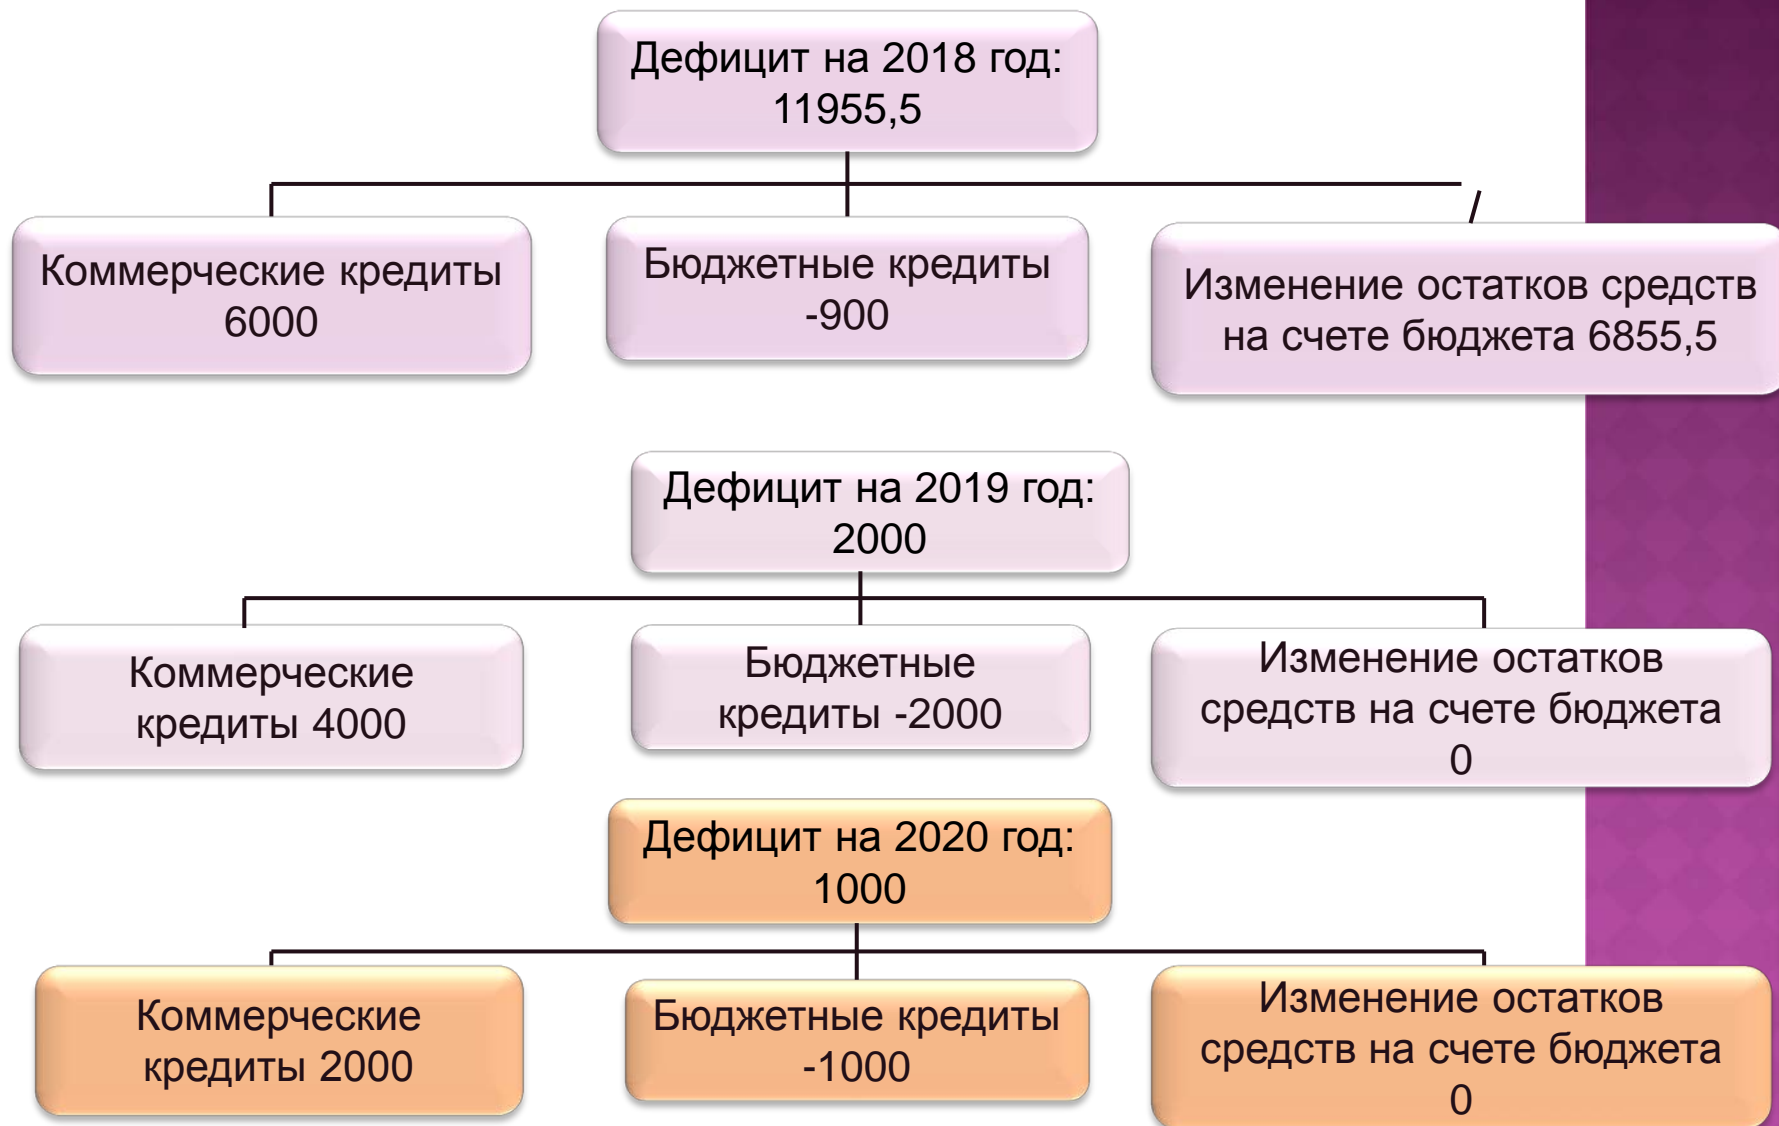 Дефицит на 2018 год:
11955,5
Коммерческие кредиты
6000
Бюджетные кредиты
-900
Изменение остатков средств
на счете бюджета 6855,5
Дефицит на 2019 год:
2000
Коммерческие
кредиты 4000
Бюджетные
кредиты -2000
Изменение остатков
средств на счете бюджета
0
Дефицит на 2020 год:
1000
Коммерческие
кредиты 2000
Бюджетные кредиты
-1000
Изменение остатков
средств на счете бюджета
0